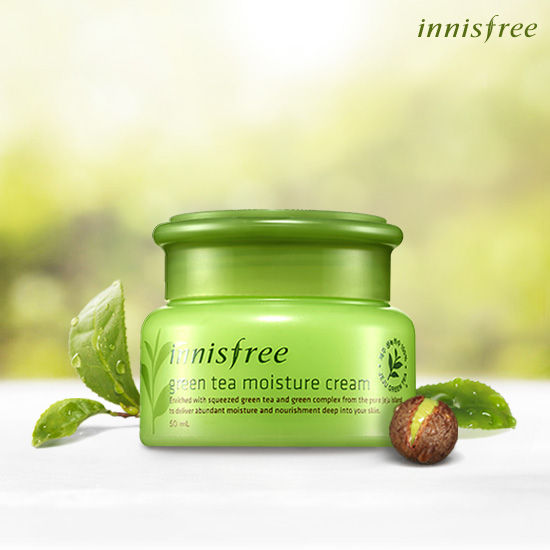 innisfree
innisfree
green tea moisture cream
Enriched with squeezed green tea and green complex from the pure Jeju island
to deliver abundant moisture and nourishment deep into your skin.
50 mL